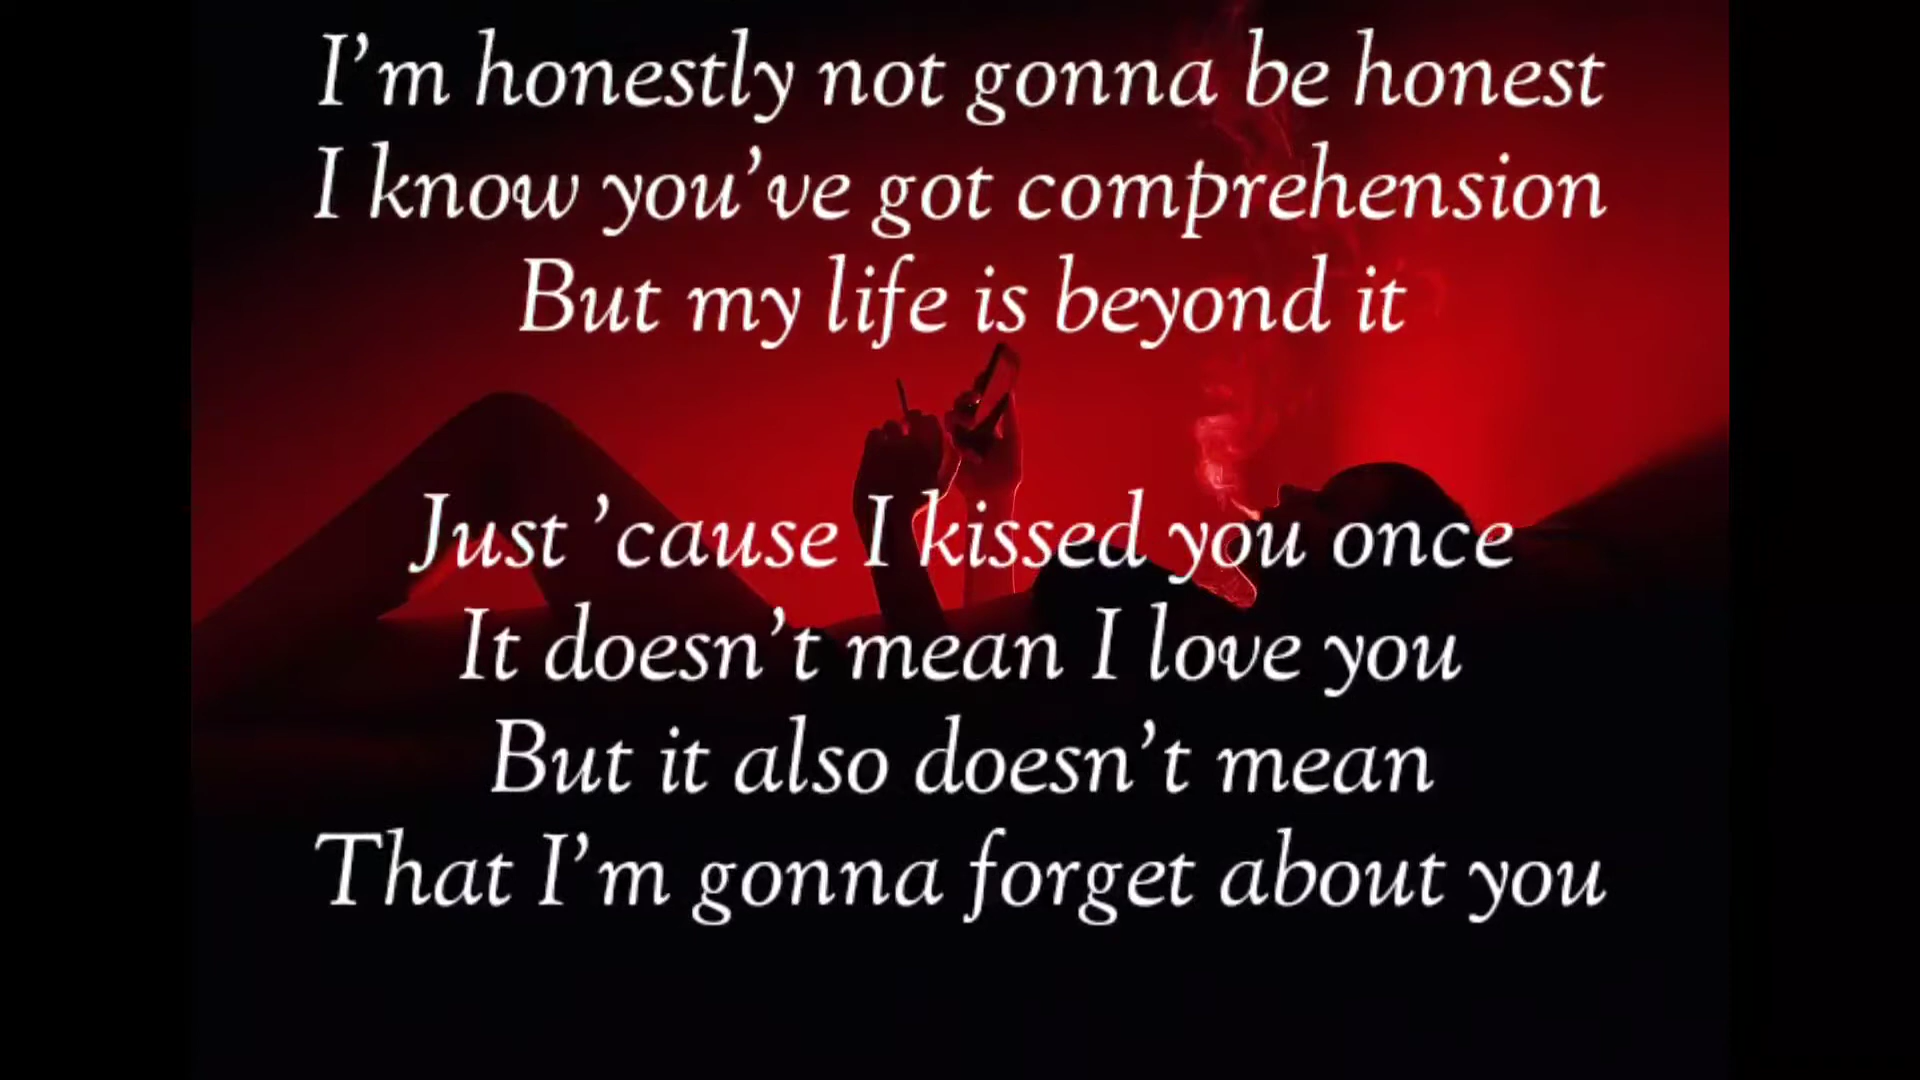 I’m honestly not gonna be honest
I know you’ve got comprehension
But my life is beyond it
Just ’cause I kissed you once
It doesn’t mean I love you
But it also doesn’t mean
That I’m gonna forget about you